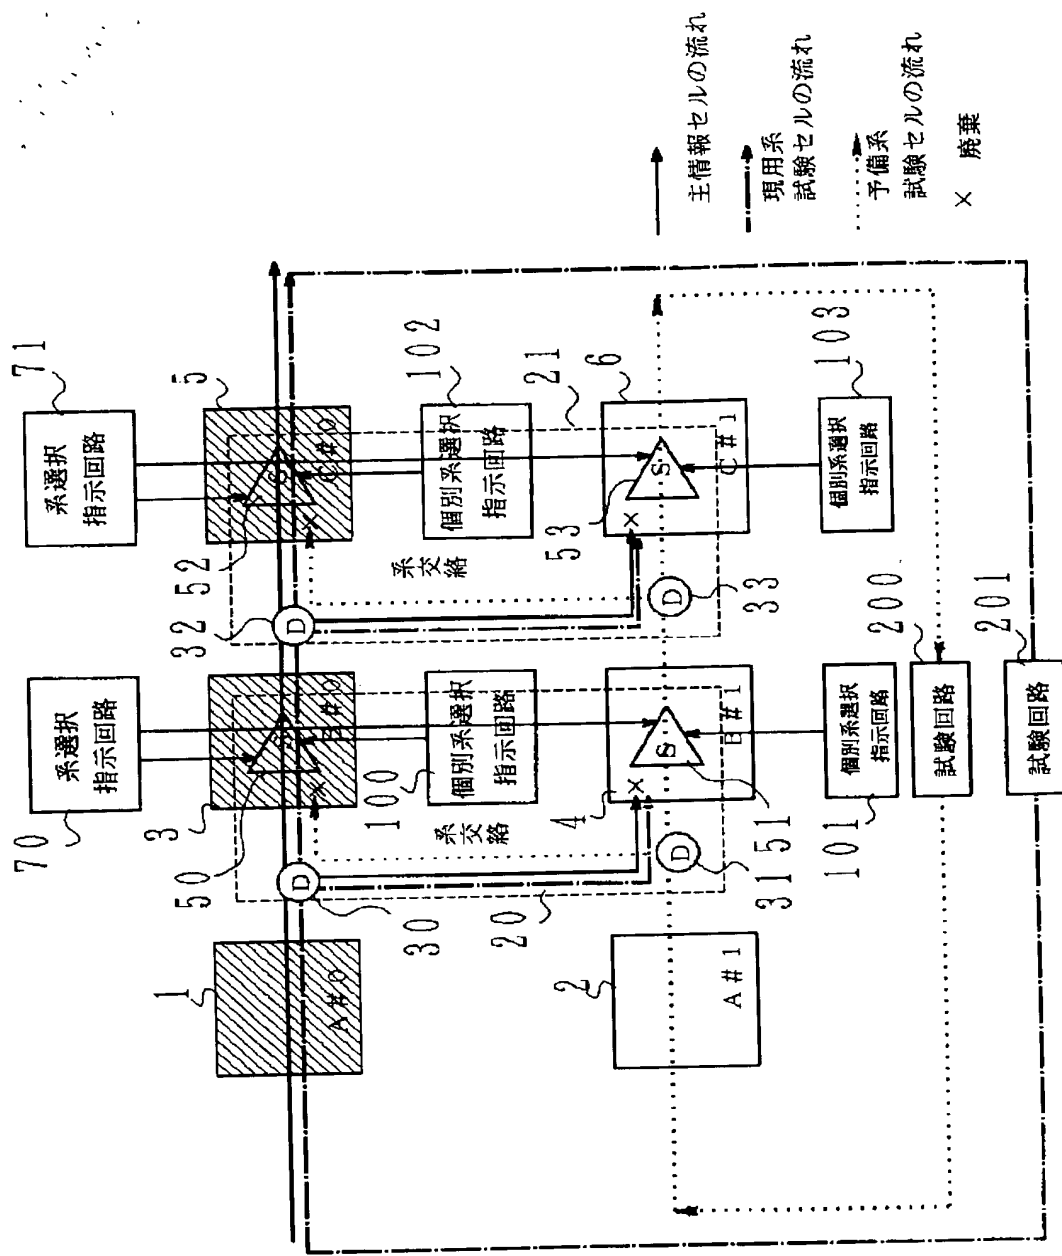 70
系選択
指示回路
71
系選択
指示回路
1
A#0
30
50
3
S
B#0
D
32
52
5
S
C#0
D
×
×
20
系交絡
100
個別系選択
指示回路
系交絡
102
個別系選択
指示回路
21
2
A#1
31
D
4
×
S
B#1
51
33
D
53
×
S
C#1
6
101
個別系選択
指示回路
103
個別系選択
指示回路
200
試験回路
201
試験回路
主情報セルの流れ
現用系
試験セルの流れ
予備系
試験セルの流れ
× 廃棄